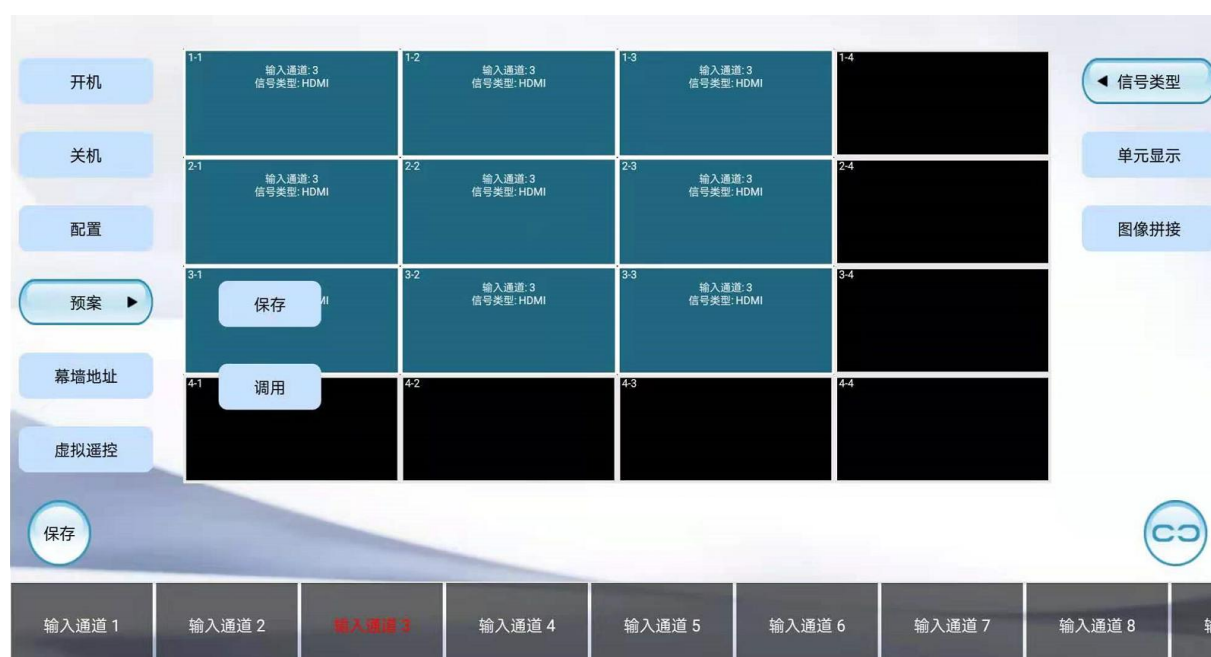 开机
关机
配置
预案
幕墙地址
虚拟遥控
保存
1-1
输入通道: 3
信号类型: HDMI
1-2
输入通道: 3
信号类型: HDMI
1-3
输入通道: 3
信号类型: HDMI
1-4
2-1
输入通道: 3
信号类型: HDMI
2-2
输入通道: 3
信号类型: HDMI
2-3
输入通道: 3
信号类型: HDMI
2-4
3-1
保存
3-2
输入通道: 3
信号类型: HDMI
3-3
输入通道: 3
信号类型: HDMI
3-4
4-1
调用
4-2
4-3
4-4
信号类型
单元显示
图像拼接
输入通道 1
输入通道 2
输入通道 3
输入通道 4
输入通道 5
输入通道 6
输入通道 7
输入通道 8